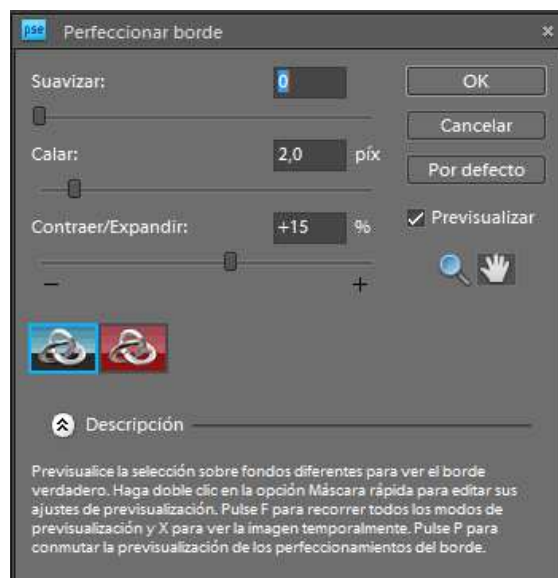 pse Perfeccionar borde
Suavizar: 0
OK
Cancelar
Calar: 2,0 píx
Por defecto
Contraer/Expandir: +15 %
Previsualizar
− +
Descripción
Previsualice la selección sobre fondos diferentes para ver el borde
verdadero. Haga doble clic en la opción Máscara rápida para editar sus
ajustes de previsualización. Pulse F para recorrer todos los modos de
previsualización y X para ver la imagen temporalmente. Pulse P para
conmutar la previsualización de los perfeccionamientos del borde.